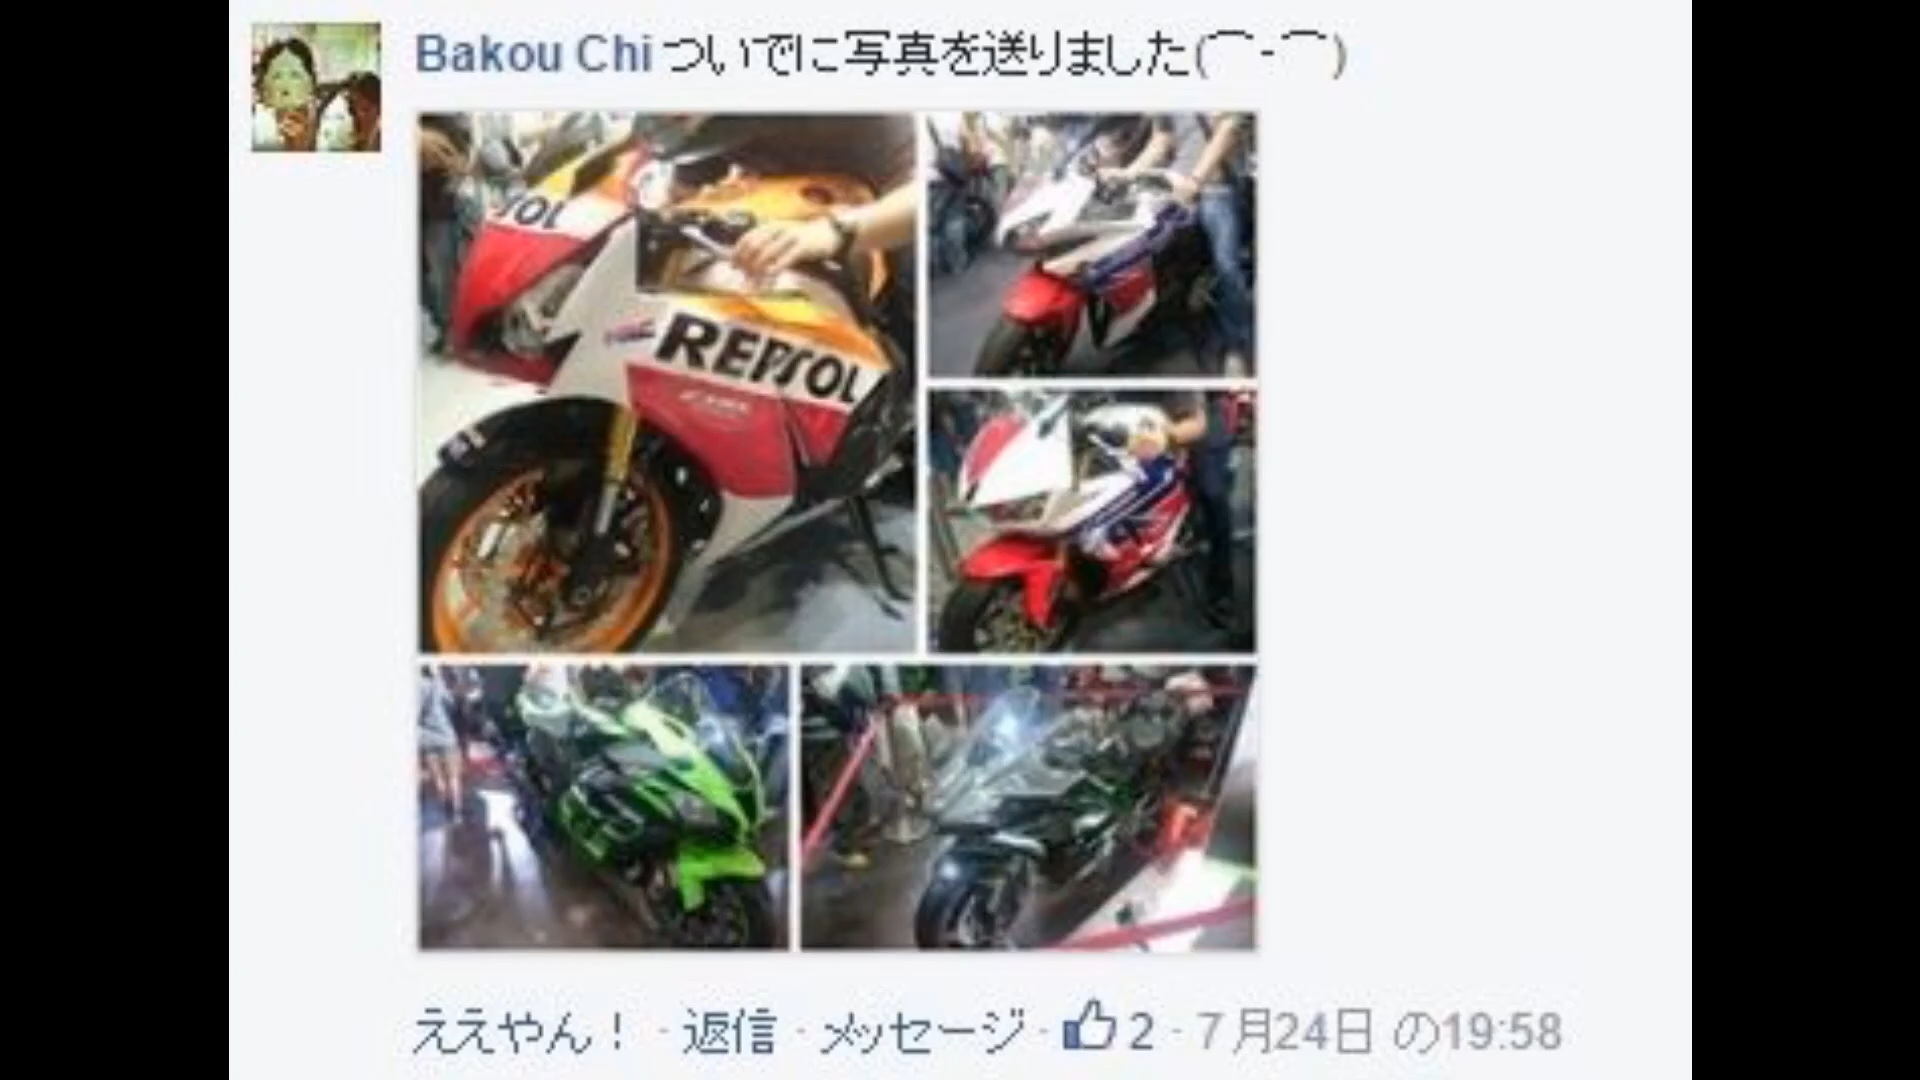 Bakou Chi ついでに写真を送りました(⌒-⌒)
REPSOL
ええやん！ · 返信 · メッセージ · 2 · 7月24日 の19:58